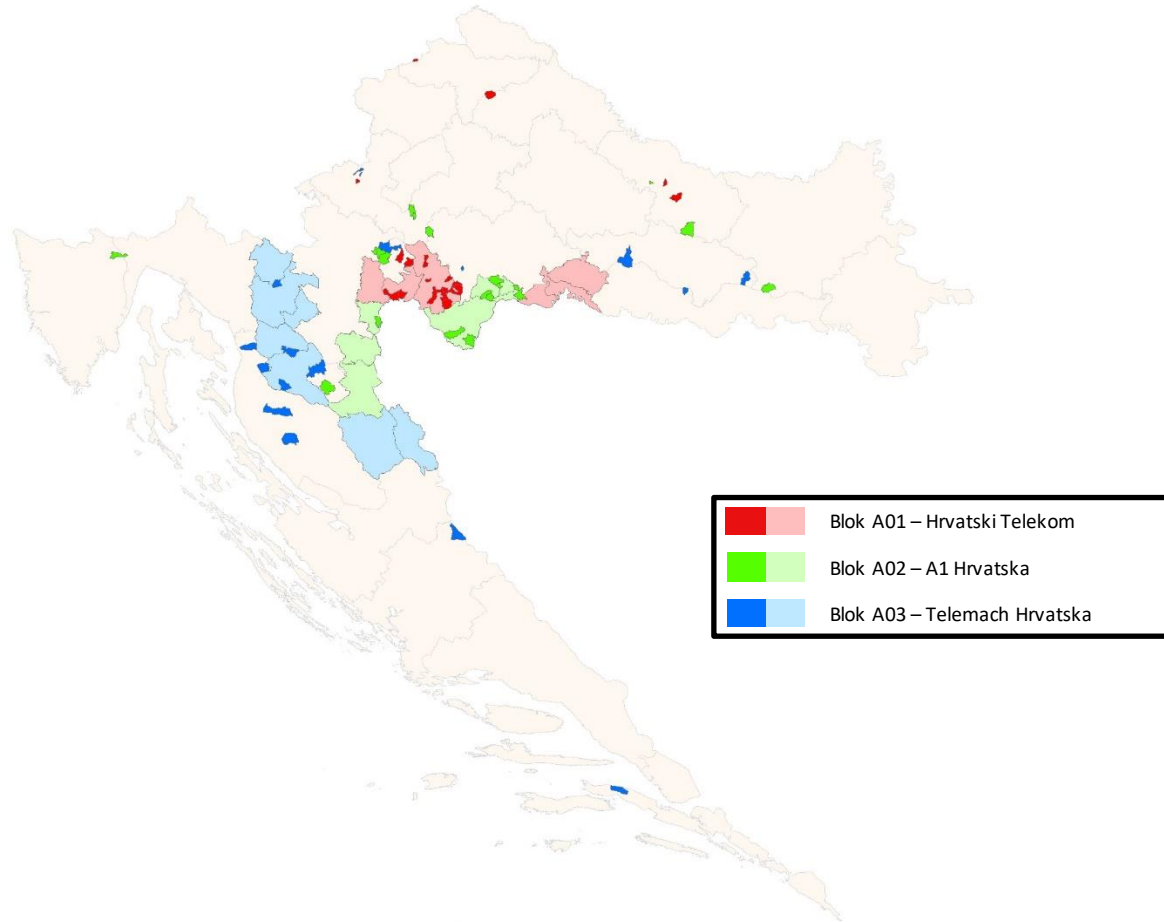 Blok A01 – Hrvatski Telekom
Blok A02 – A1 Hrvatska
Blok A03 – Telemach Hrvatska